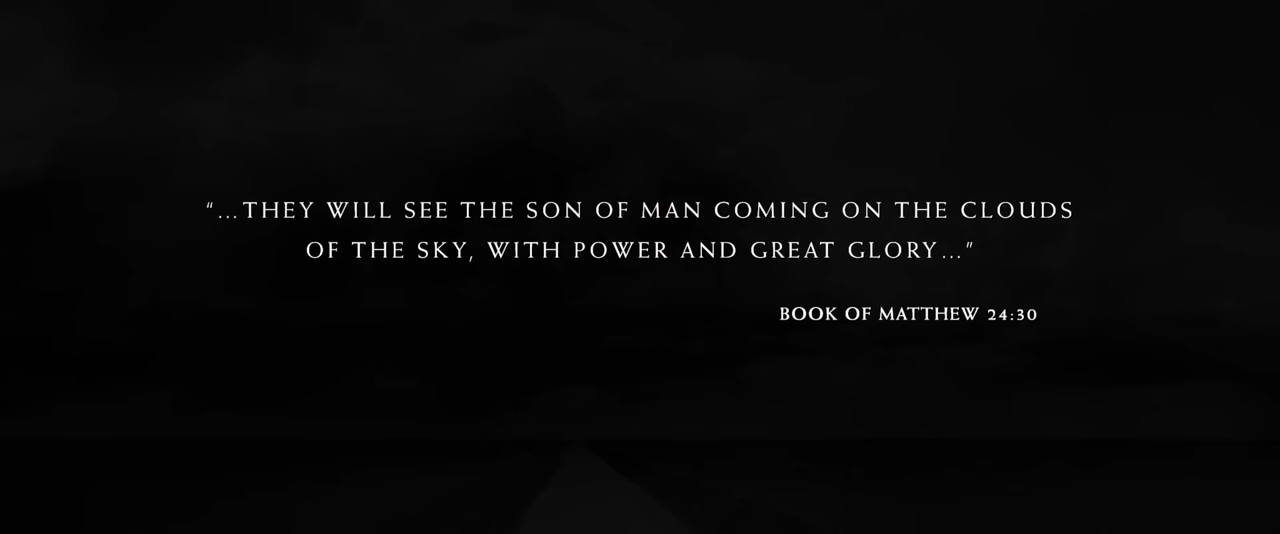 “…THEY WILL SEE THE SON OF MAN COMING ON THE CLOUDS
OF THE SKY, WITH POWER AND GREAT GLORY…”
BOOK OF MATTHEW 24:30